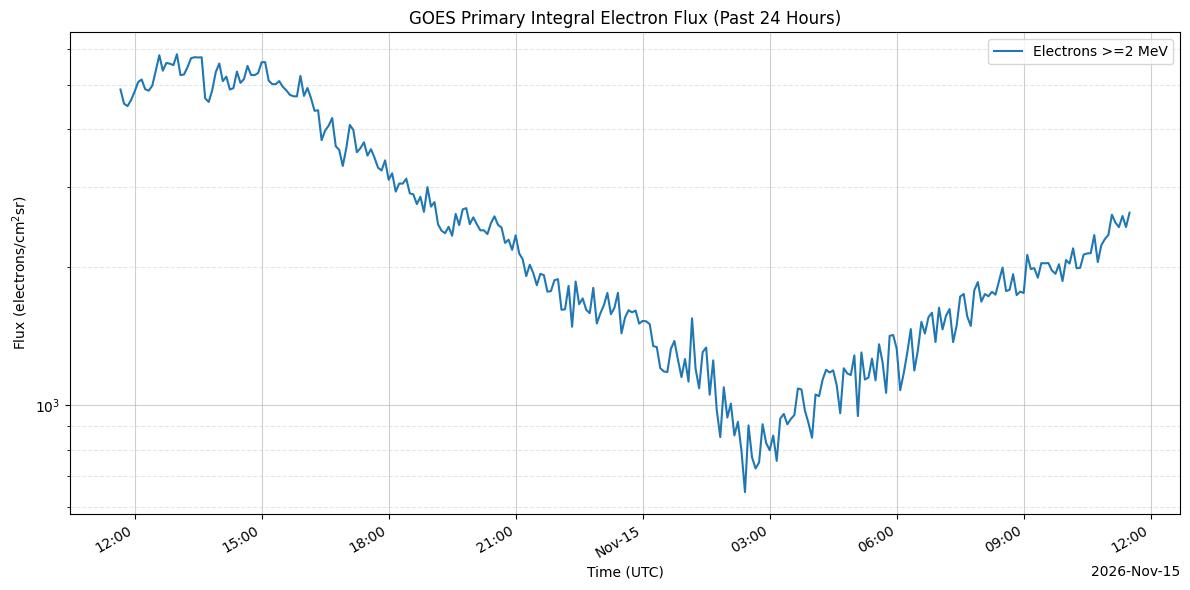 GOES Primary Integral Electron Flux (Past 24 Hours)
Electrons >=2 MeV
Flux (electrons/cm²sr)
10³
12:00
15:00
18:00
21:00
Nov-15
03:00
06:00
09:00
12:00
Time (UTC)
2026-Nov-15